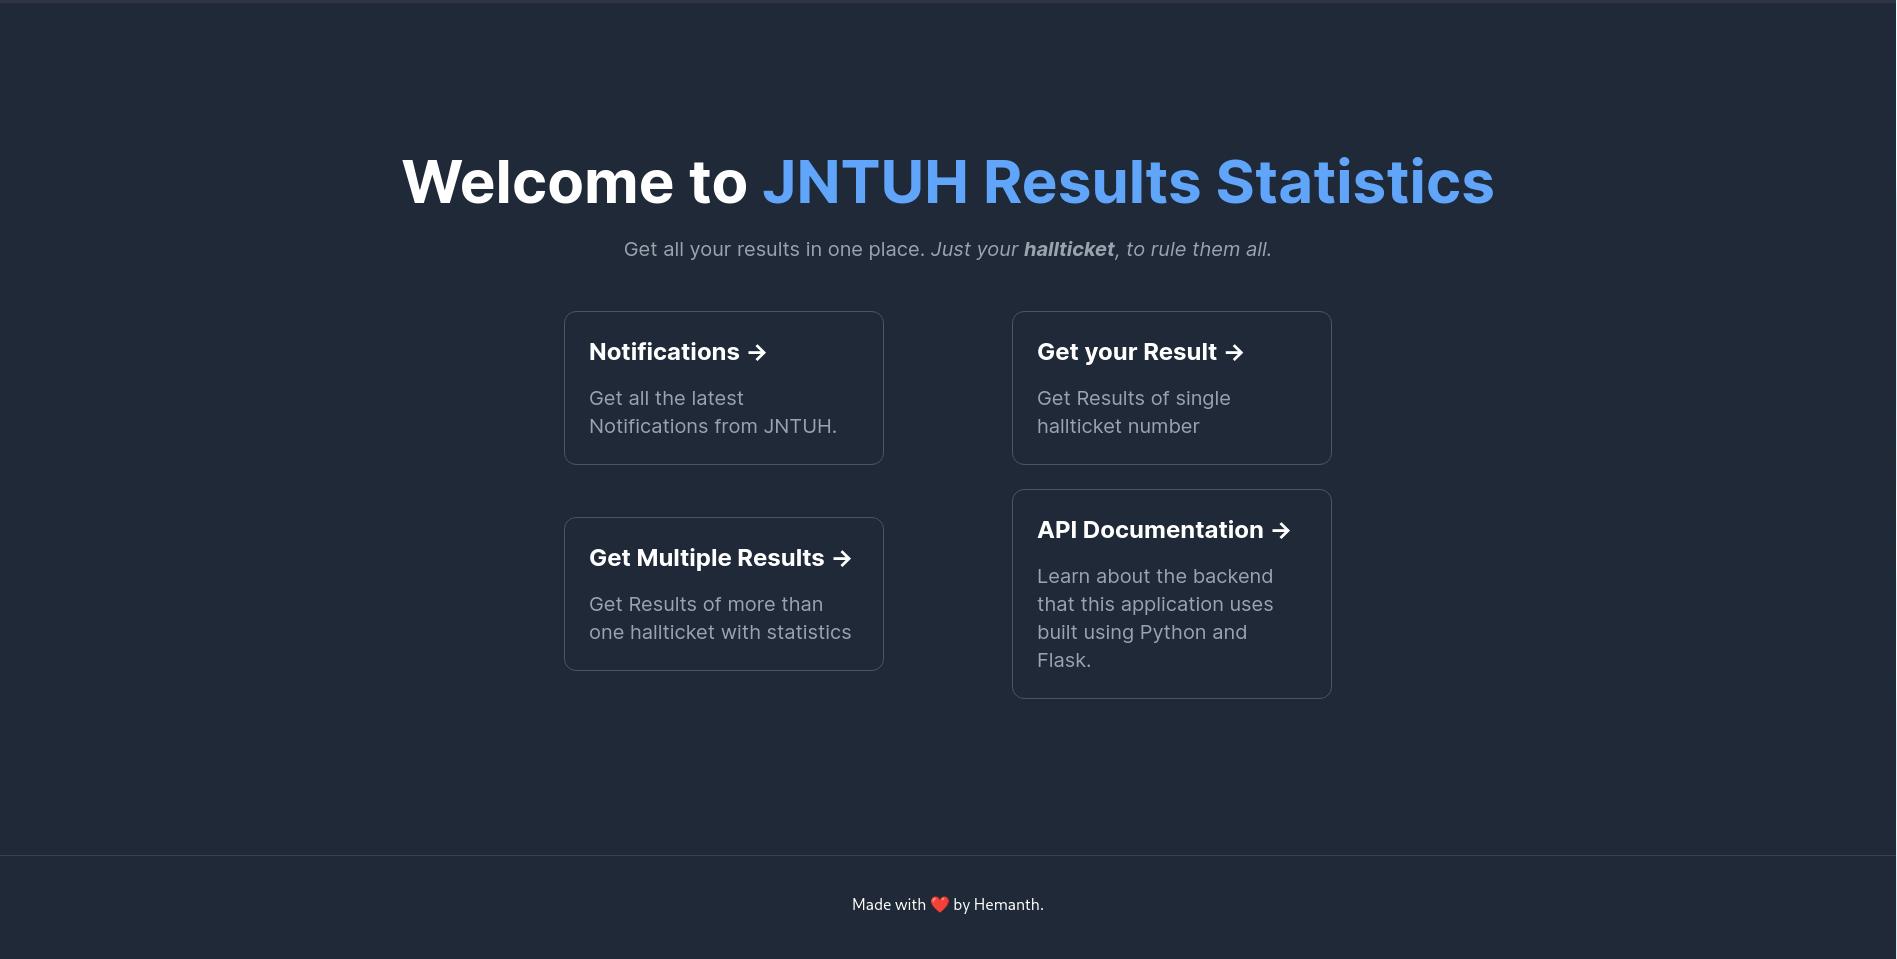 Welcome to JNTUH Results Statistics
Get all your results in one place. Just your hallticket, to rule them all.
Notifications →
Get all the latest
Notifications from JNTUH.
Get your Result →
Get Results of single
hallticket number
Get Multiple Results →
Get Results of more than
one hallticket with statistics
API Documentation →
Learn about the backend
that this application uses
built using Python and
Flask.
Made with ❤️ by Hemanth.